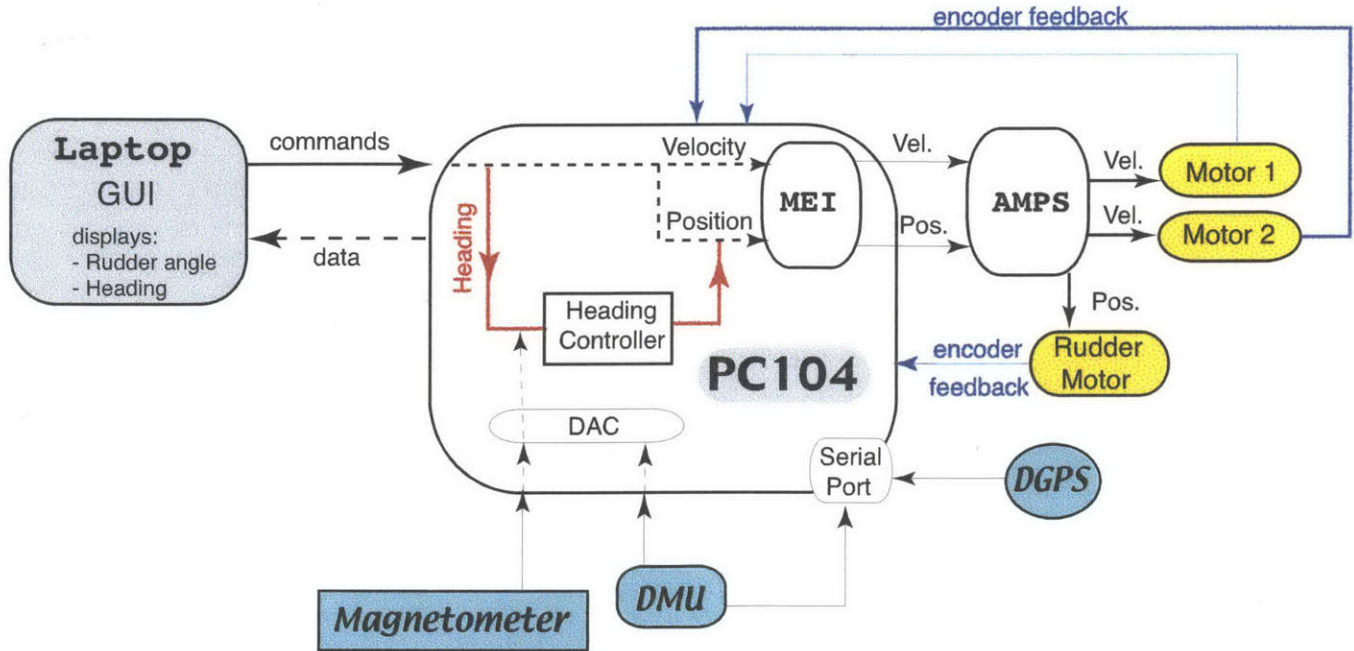 encoder feedback
Laptop
GUI
displays:
- Rudder angle
- Heading
commands
data
Velocity
Position
Heading
Heading
Controller
MEI
PC104
DAC
Serial
Port
Vel.
Pos.
AMPS
Vel.
Vel.
Pos.
Motor 1
Motor 2
Rudder
Motor
encoder
feedback
DGPS
DMU
Magnetometer